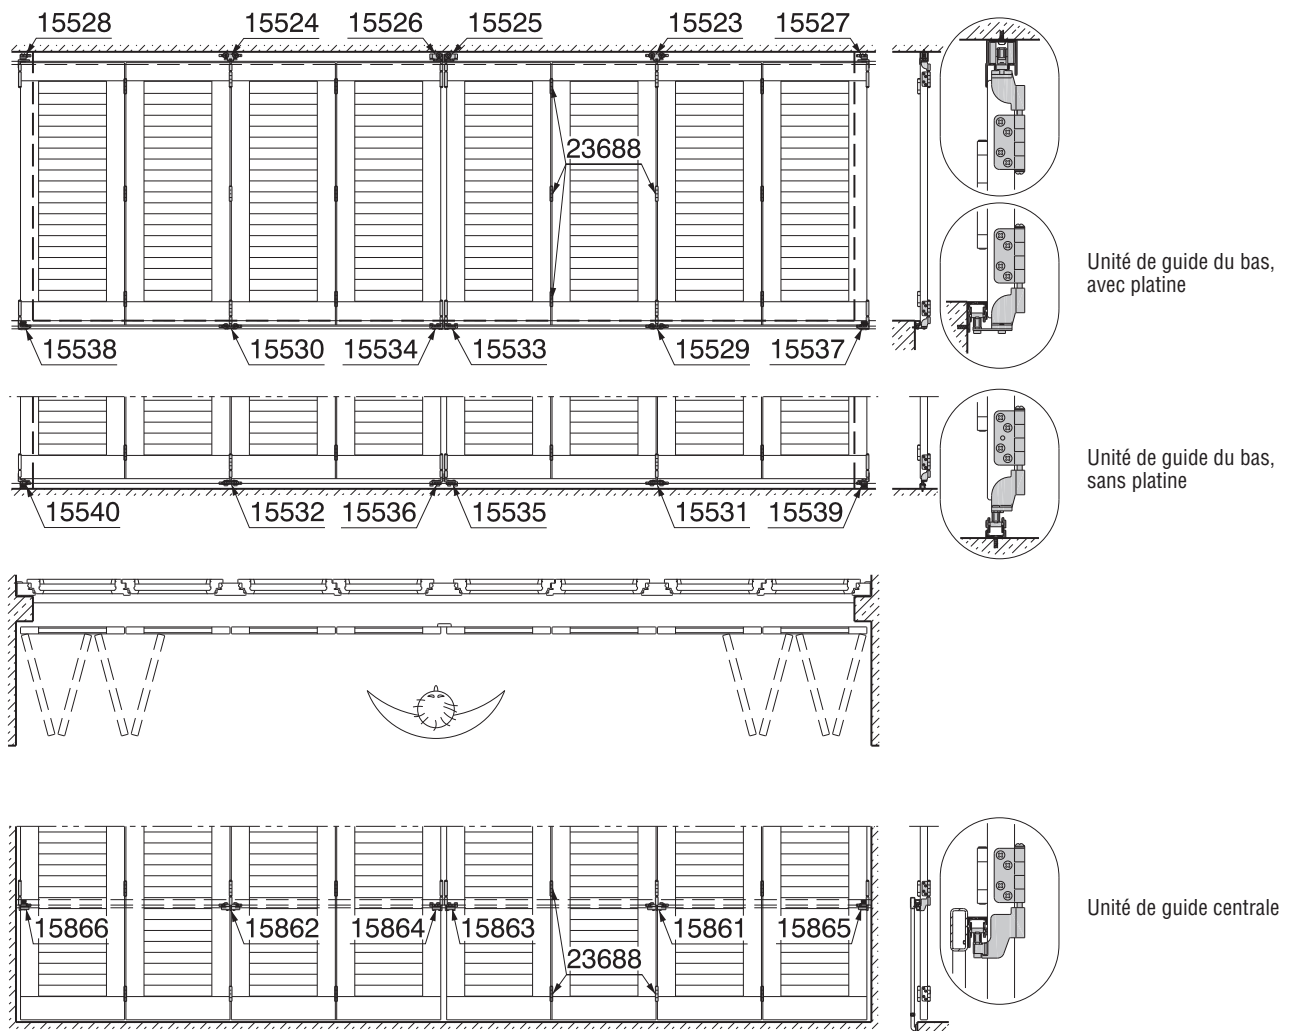 15528 15524 15526 15525 15523 15527
23688
Unité de guide du bas,
avec platine
15538 15530 15534 15533 15529 15537
Unité de guide du bas,
sans platine
15540 15532 15536 15535 15531 15539
Unité de guide centrale
15866 15862 15864 15863 15861 15865
23688